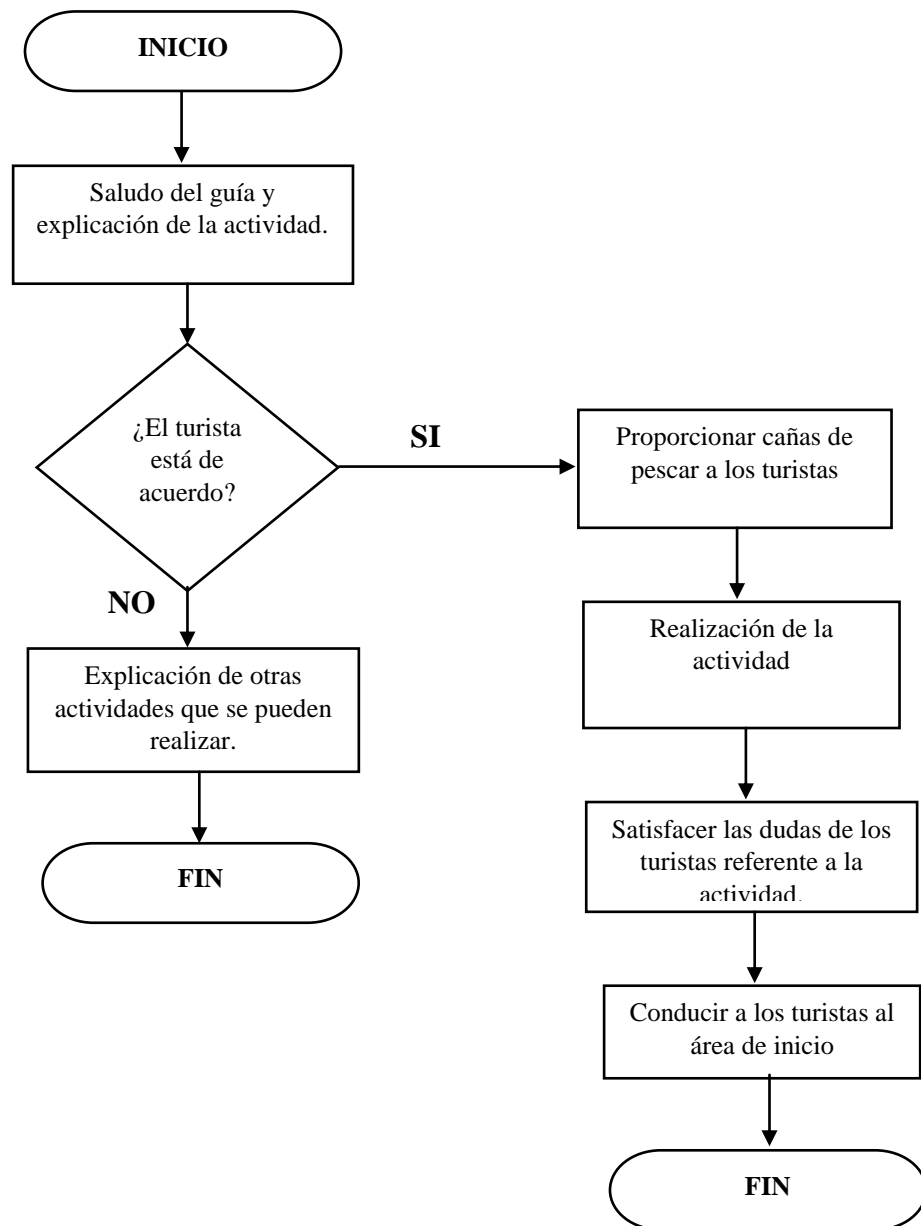 INICIO
Saludo del guía y
explicación de la actividad.
¿El turista
está de
acuerdo?
SI
NO
Explicación de otras
actividades que se pueden
realizar.
FIN
Proporcionar cañas de
pescar a los turistas
Realización de la
actividad
Satisfacer las dudas de los
turistas referente a la
actividad.
Conducir a los turistas al
área de inicio
FIN